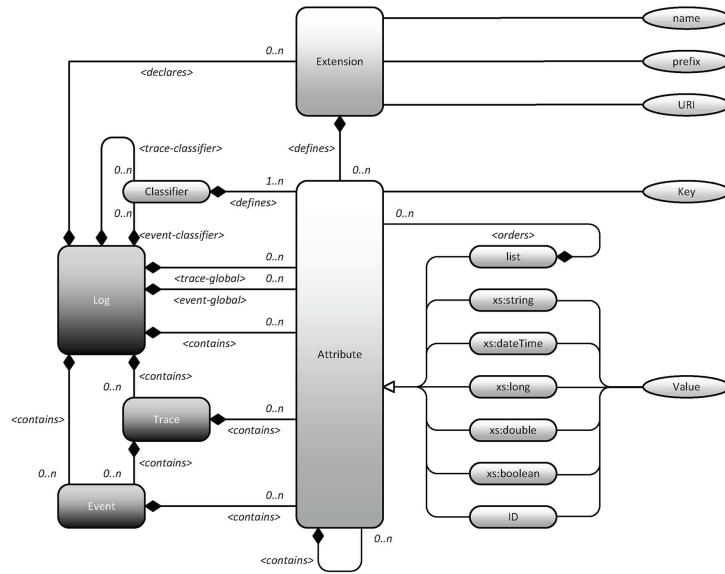 name
0..n
Extension
prefix
<declares>
URI
<trace-classifier>
<defines>
0..n
0..n
1..n
Classifier
Key
<defines>
0..n
0..n
<orders>
<event-classifier>
0..n
list
<trace-global>
0..n
Log
<event-global>
xs:string
0..n
<contains>
xs:dateTime
Attribute
<contains>
xs:long
Value
0..n
0..n
<contains>
Trace
<contains>
xs:double
<contains>
0..n
0..n
xs:boolean
0..n
Event
<contains>
ID
0..n
<contains>